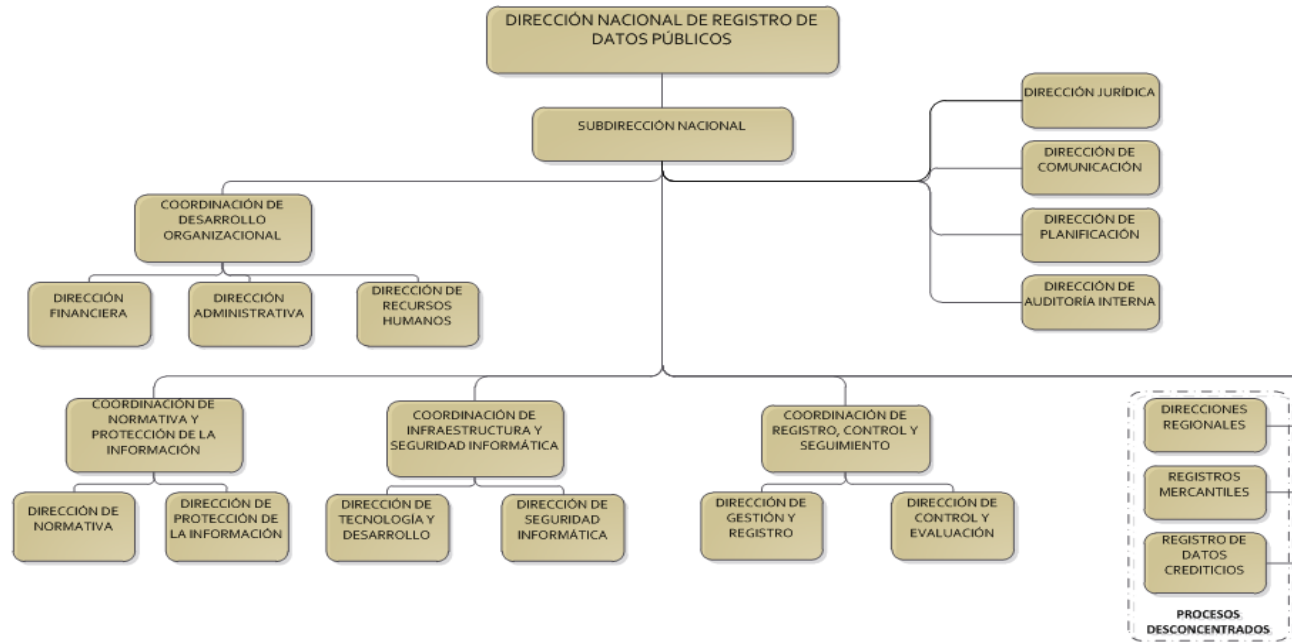 DIRECCIÓN NACIONAL DE REGISTRO DE
DATOS PÚBLICOS
SUBDIRECCIÓN NACIONAL
DIRECCIÓN JURÍDICA
DIRECCIÓN DE
COMUNICACIÓN
DIRECCIÓN DE
PLANIFICACIÓN
DIRECCIÓN DE
AUDITORÍA INTERNA
COORDINACIÓN DE
DESARROLLO
ORGANIZACIONAL
DIRECCIÓN
FINANCIERA
DIRECCIÓN
ADMINISTRATIVA
DIRECCIÓN DE
RECURSOS
HUMANOS
COORDINACIÓN DE
NORMATIVA Y
PROTECCIÓN DE LA
INFORMACIÓN
DIRECCIÓN DE
NORMATIVA
DIRECCIÓN DE
PROTECCIÓN DE
LA INFORMACIÓN
COORDINACIÓN DE
INFRAESTRUCTURA Y
SEGURIDAD INFORMÁTICA
DIRECCIÓN DE
TECNOLOGÍA Y
DESARROLLO
DIRECCIÓN DE
SEGURIDAD
INFORMÁTICA
COORDINACIÓN DE
REGISTRO, CONTROL Y
SEGUIMIENTO
DIRECCIÓN DE
GESTIÓN Y
REGISTRO
DIRECCIÓN DE
CONTROL Y
EVALUACIÓN
DIRECCIONES
REGIONALES
REGISTROS
MERCANTILES
REGISTRO DE
DATOS
CREDITICIOS
PROCESOS
DESCONCENTRADOS